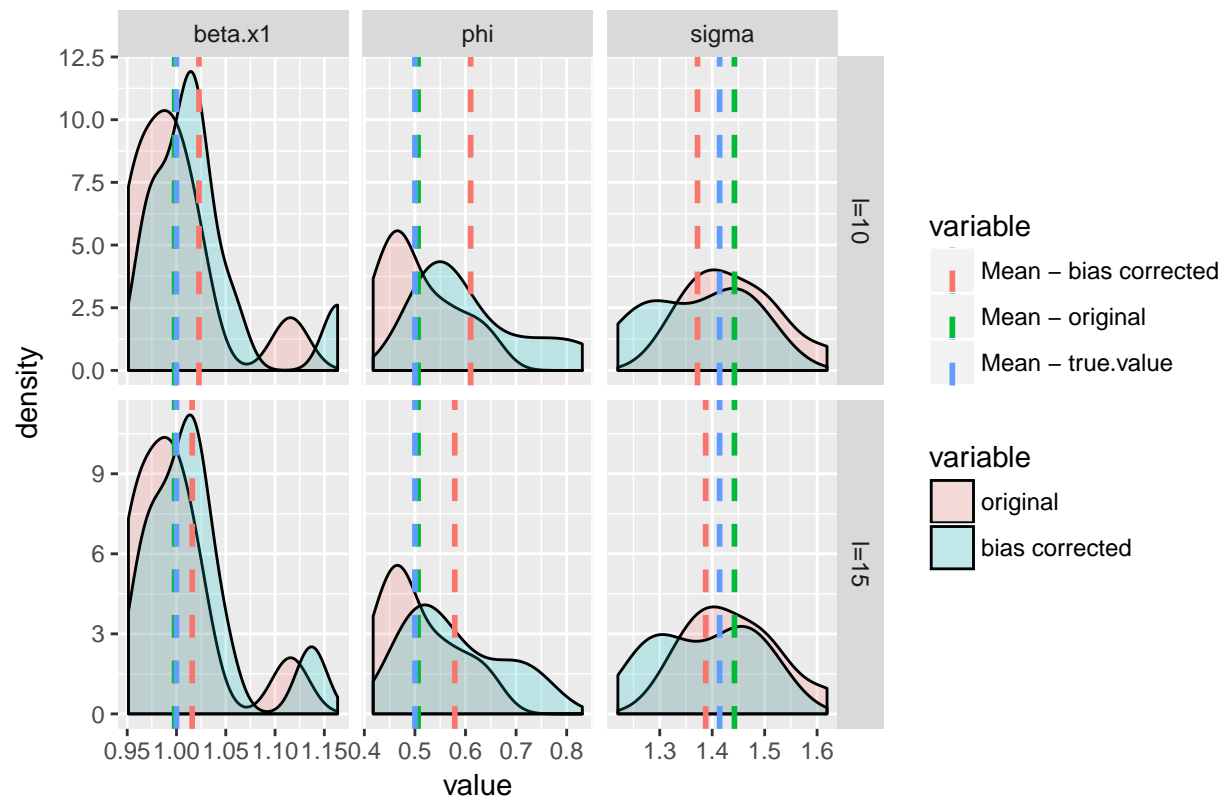 beta.x1 phi sigma
12.5
10.0
7.5
5.0
2.5
0.0
l=10
9
6
3
0
l=15
0.95 1.00 1.05 1.10 1.15 0.4 0.5 0.6 0.7 0.8 1.3 1.4 1.5 1.6
value
density
variable
Mean − bias corrected
Mean − original
Mean − true.value
variable
original
bias corrected